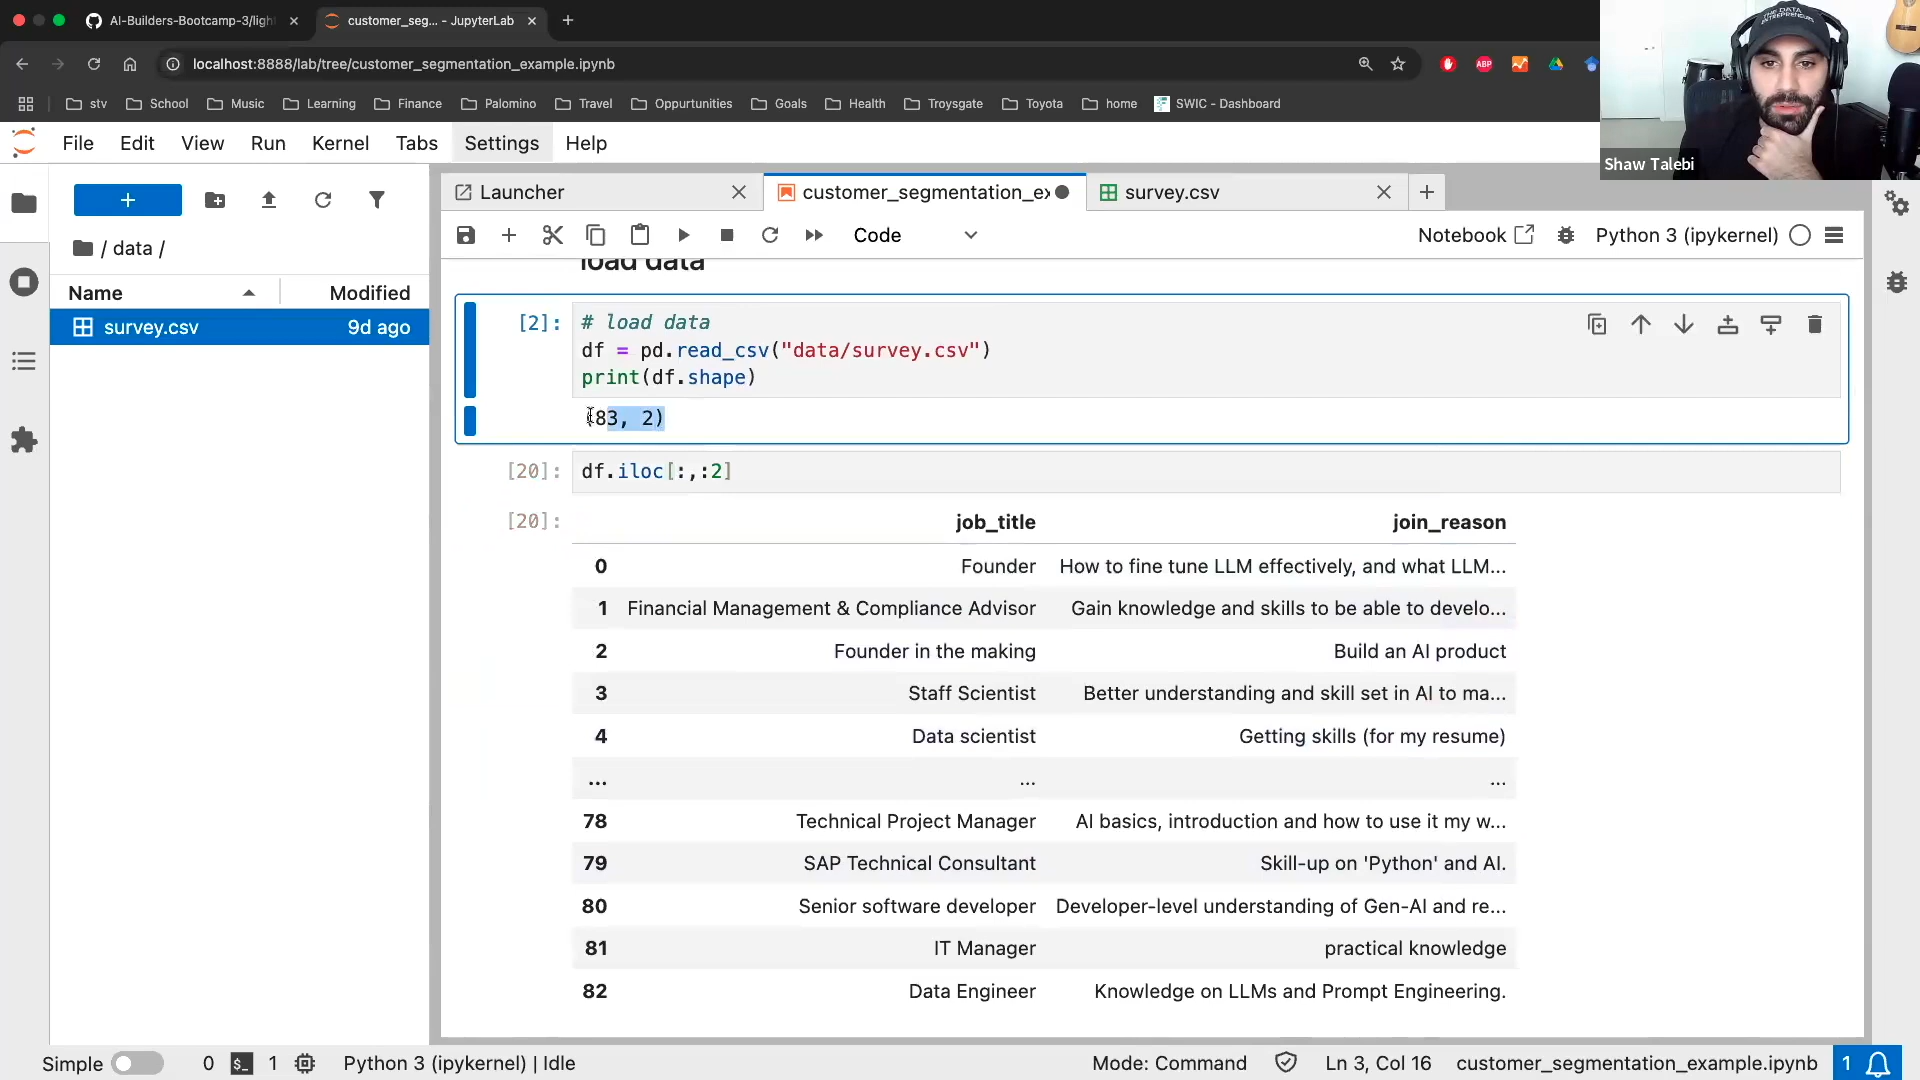 AI-Builders-Bootcamp-3/ligh
customer_seg... - JupyterLab
localhost:8888/lab/tree/customer_segmentation_example.ipynb
ABP
stv School Music Learning Finance Palomino Travel Oppurtunities Goals Health Troysgate Toyota home SWIC - Dashboard
THE DATA
ENTREPRENEURS
Shaw Talebi
File Edit View Run Kernel Tabs Settings Help
Launcher customer_segmentation_ex survey.csv
Code Notebook Python 3 (ipykernel)
/ data /
Name Modified
survey.csv 9d ago
load data
[2]: # load data
df = pd.read_csv("data/survey.csv")
print(df.shape)
(83, 2)
[20]: df.iloc[:,:2]
[20]: job_title join_reason
0 Founder How to fine tune LLM effectively, and what LLM...
1 Financial Management & Compliance Advisor Gain knowledge and skills to be able to develo...
2 Founder in the making Build an AI product
3 Staff Scientist Better understanding and skill set in AI to ma...
4 Data scientist Getting skills (for my resume)
... ... ...
78 Technical Project Manager AI basics, introduction and how to use it my w...
79 SAP Technical Consultant Skill-up on 'Python' and AI.
80 Senior software developer Developer-level understanding of Gen-AI and re...
81 IT Manager practical knowledge
82 Data Engineer Knowledge on LLMs and Prompt Engineering.
Simple 0 $_ 1 Python 3 (ipykernel) | Idle Mode: Command Ln 3, Col 16 customer_segmentation_example.ipynb 1